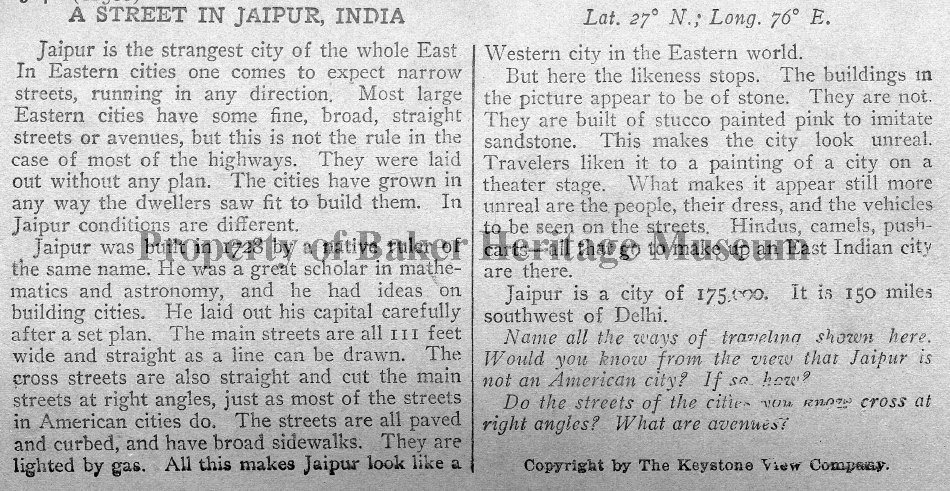 A STREET IN JAIPUR, INDIA
Jaipur is the strangest city of the whole East
In Eastern cities one comes to expect narrow
streets, running in any direction. Most large
Eastern cities have some fine, broad, straight
streets or avenues, but this is not the rule in the
case of most of the highways. They were laid
out without any plan. The cities have grown in
any way the dwellers saw fit to build them. In
Jaipur conditions are different.
Jaipur was built in 1728 by a native ruler of
the same name. He was a great scholar in mathe-
matics and astronomy, and he had ideas on
building cities. He laid out his capital carefully
after a set plan. The main streets are all 111 feet
wide and straight as a line can be drawn. The
cross streets are also straight and cut the main
streets at right angles, just as most of the streets
in American cities do. The streets are all paved
and curbed, and have broad sidewalks. They are
lighted by gas. All this makes Jaipur look like a
Lat. 27° N.; Long. 76° E.
Western city in the Eastern world.
But here the likeness stops. The buildings in
the picture appear to be of stone. They are not.
They are built of stucco painted pink to imitate
sandstone. This makes the city look unreal.
Travelers liken it to a painting of a city on a
theater stage. What makes it appear still more
unreal are the people, their dress, and the vehicles
to be seen on the streets. Hindus, camels, push-
carts—all that go to make up an East Indian city
are there.
Jaipur is a city of 175,000. It is 150 miles
southwest of Delhi.
Name all the ways of traveling shown here.
Would you know from the view that Jaipur is
not an American city? If so, how?
Do the streets of the cities you know cross at
right angles? What are avenues?
Copyright by The Keystone View Company.
Property of Baker Heritage Museum